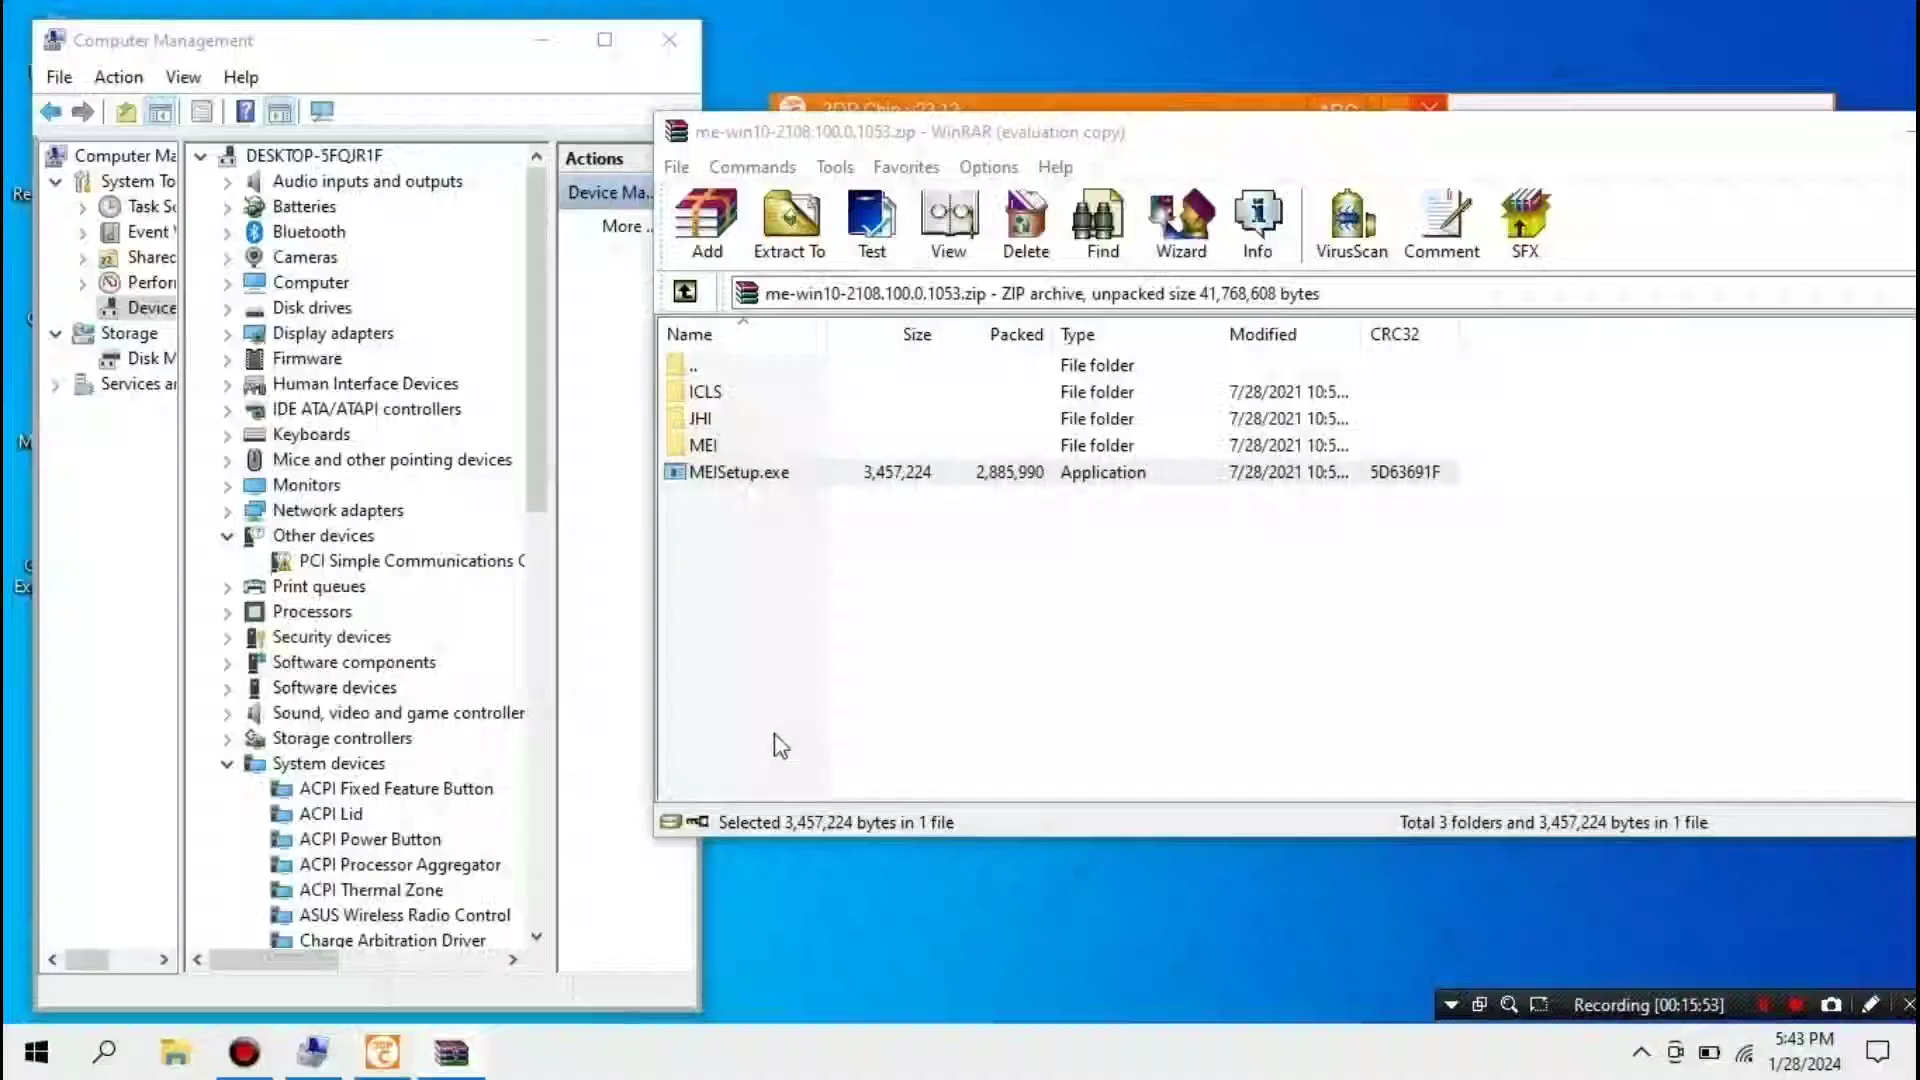 Computer Management
File Action View Help
Computer Ma
System To
Task Sc
Event
Shared
Perfor
Device
Storage
Disk M
Services ar
DESKTOP-5FQJR1F
Audio inputs and outputs
Batteries
Bluetooth
Cameras
Computer
Disk drives
Display adapters
Firmware
Human Interface Devices
IDE ATA/ATAPI controllers
Keyboards
Mice and other pointing devices
Monitors
Network adapters
Other devices
PCI Simple Communications C
Print queues
Processors
Security devices
Software components
Software devices
Sound, video and game controller
Storage controllers
System devices
ACPI Fixed Feature Button
ACPI Lid
ACPI Power Button
ACPI Processor Aggregator
ACPI Thermal Zone
ASUS Wireless Radio Control
Charge Arbitration Driver
Actions
Device Ma...
More ...
me-win10-2108.100.0.1053.zip - WinRAR (evaluation copy)
File Commands Tools Favorites Options Help
Add Extract To Test View Delete Find Wizard Info VirusScan Comment SFX
me-win10-2108.100.0.1053.zip - ZIP archive, unpacked size 41,768,608 bytes
Name Size Packed Type Modified CRC32
.. File folder
ICLS File folder 7/28/2021 10:5...
JHI File folder 7/28/2021 10:5...
MEI File folder 7/28/2021 10:5...
MEISetup.exe 3,457,224 2,885,990 Application 7/28/2021 10:5... 5D63691F
Selected 3,457,224 bytes in 1 file Total 3 folders and 3,457,224 bytes in 1 file
Recording [00:15:53]
5:43 PM
1/28/2024